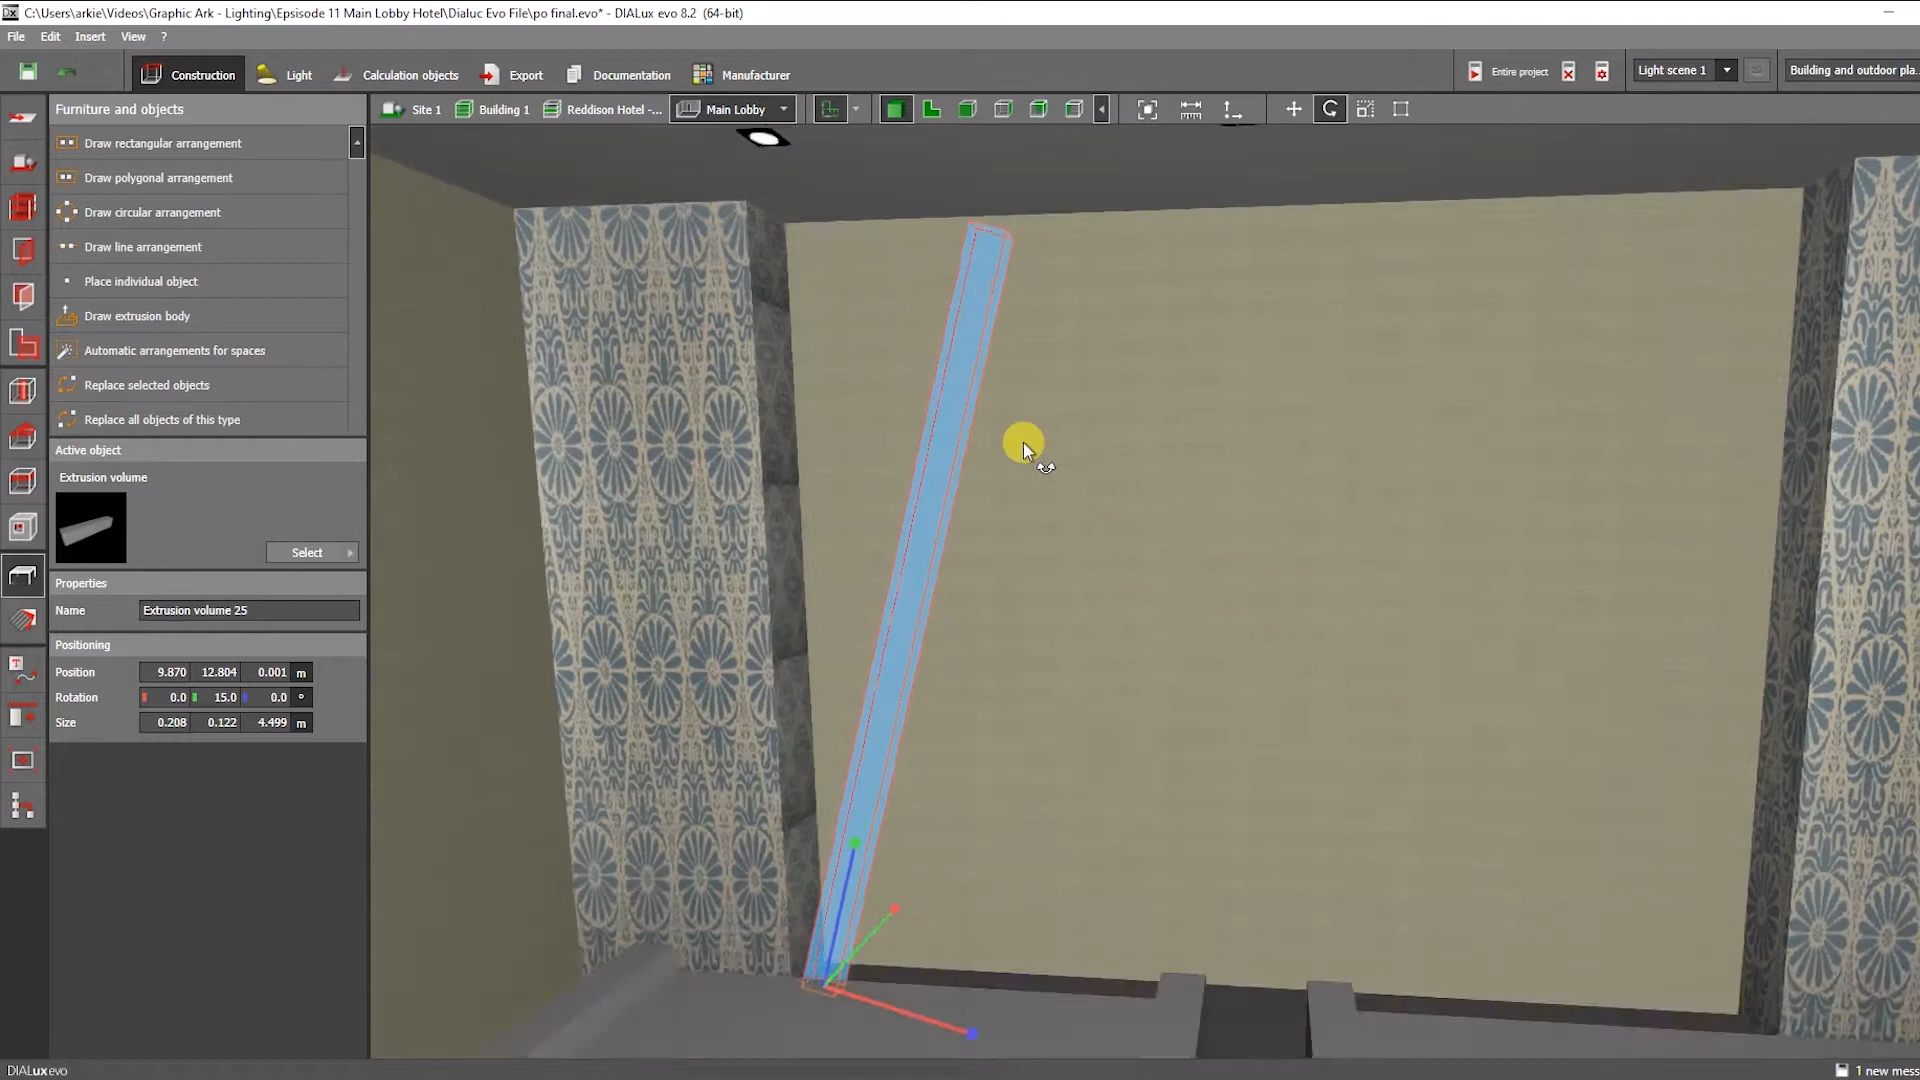 C:\Users\arkie\Videos\Graphic Ark - Lighting\Epsisode 11 Main Lobby Hotel\Dialuc Evo File\po final.evo* - DIALux evo 8.2 (64-bit)
File Edit Insert View ?
Construction Light Calculation objects Export Documentation Manufacturer Entire project Light scene 1 Building and outdoor pla...
Furniture and objects Site 1 Building 1 Reddison Hotel -... Main Lobby
Draw rectangular arrangement
Draw polygonal arrangement
Draw circular arrangement
Draw line arrangement
Place individual object
Draw extrusion body
Automatic arrangements for spaces
Replace selected objects
Replace all objects of this type
Active object
Extrusion volume
Select
Properties
Name Extrusion volume 25
Positioning
Position 9.870 12.804 0.001 m
Rotation 0.0 15.0 0.0 °
Size 0.208 0.122 4.499 m
DIALux evo 1 new mess